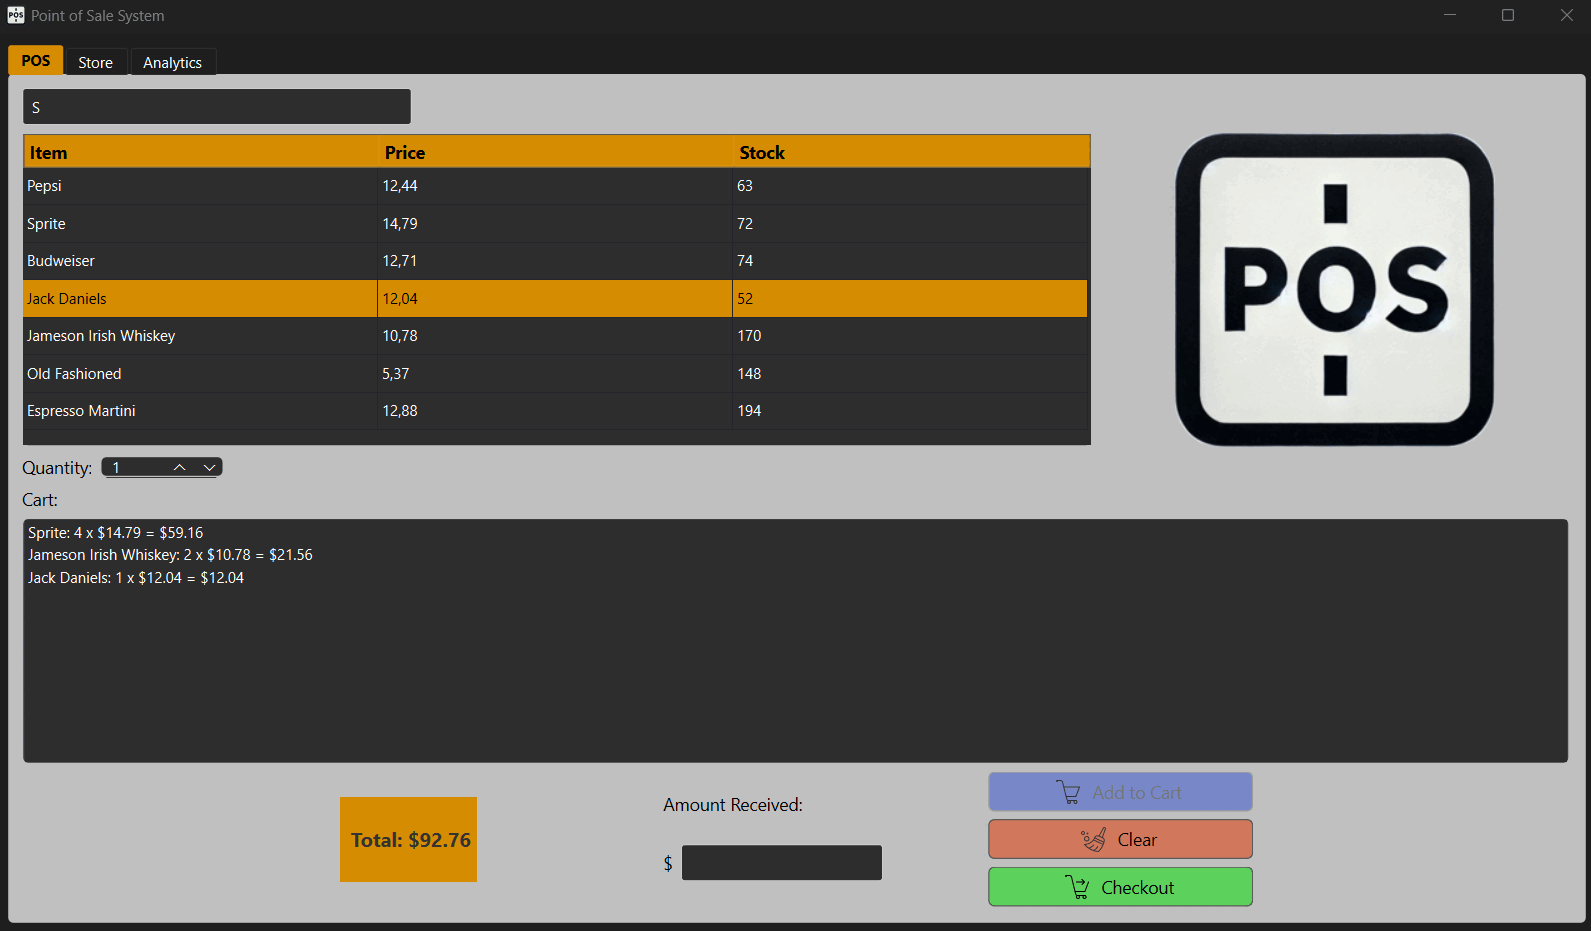 POS Point of Sale System
POS Store Analytics
S
Item Price Stock
Pepsi 12,44 63
Sprite 14,79 72
Budweiser 12,71 74
Jack Daniels 12,04 52
Jameson Irish Whiskey 10,78 170
Old Fashioned 5,37 148
Espresso Martini 12,88 194
POS
Quantity: 1
Cart:
Sprite: 4 x $14.79 = $59.16
Jameson Irish Whiskey: 2 x $10.78 = $21.56
Jack Daniels: 1 x $12.04 = $12.04
Total: $92.76
Amount Received:
$
Add to Cart
Clear
Checkout